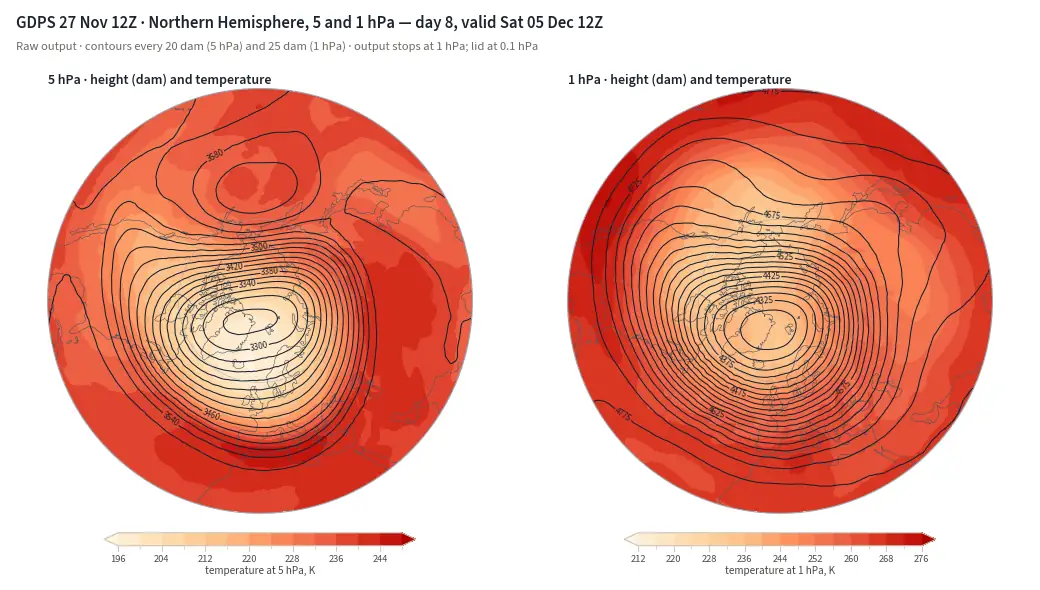 GDPS 27 Nov 12Z · Northern Hemisphere, 5 and 1 hPa — day 8, valid Sat 05 Dec 12Z
Raw output · contours every 20 dam (5 hPa) and 25 dam (1 hPa) · output stops at 1 hPa; lid at 0.1 hPa
5 hPa · height (dam) and temperature
1 hPa · height (dam) and temperature
3580
3500
3420
3380
3340
3300
3460
3540
4775
4725
4675
4625
4425
4325
4375
4475
4575
4625
4775
196 204 212 220 228 236 244
temperature at 5 hPa, K
212 220 228 236 244 252 260 268 276
temperature at 1 hPa, K